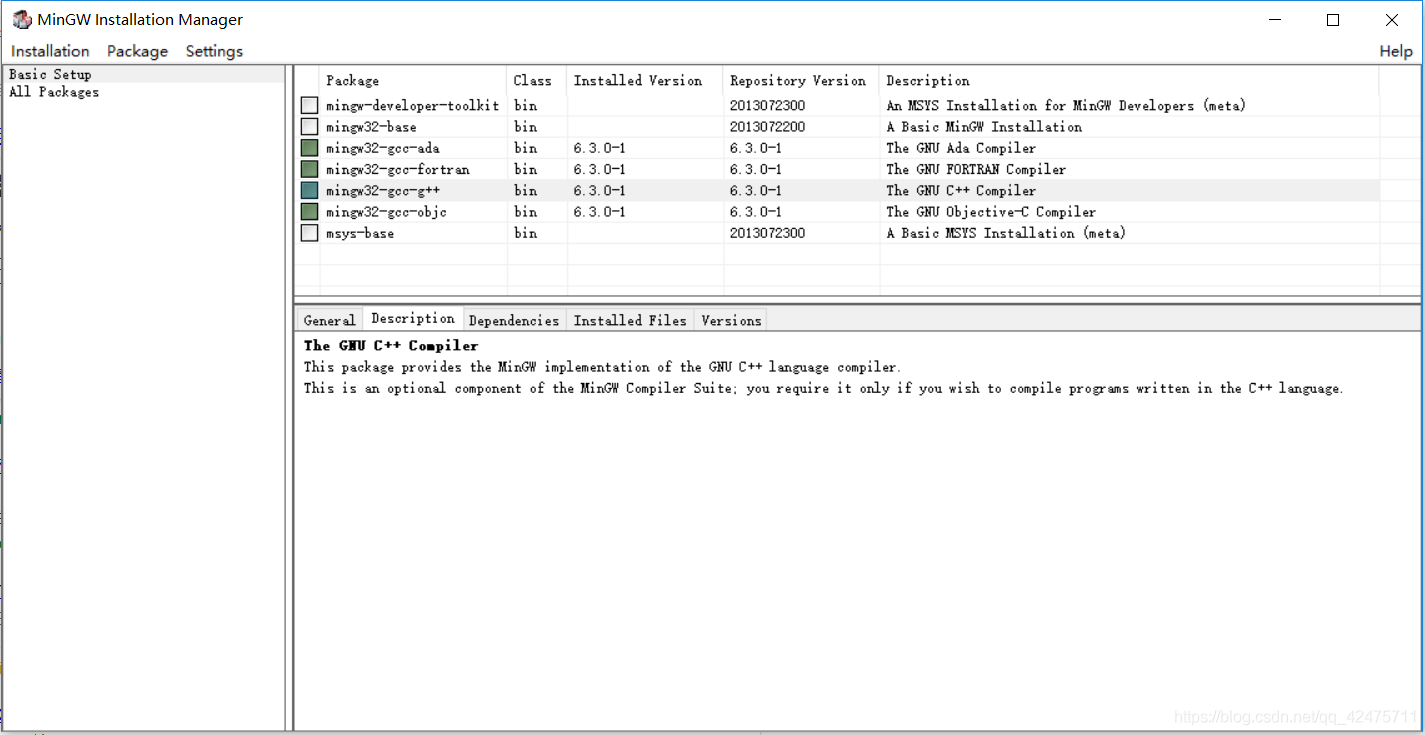 MinGW Installation Manager
Installation Package Settings Help
Basic Setup
All Packages
Package Class Installed Version Repository Version Description
mingw-developer-toolkit bin 2013072300 An MSYS Installation for MinGW Developers (meta)
mingw32-base bin 2013072200 A Basic MinGW Installation
mingw32-gcc-ada bin 6.3.0-1 6.3.0-1 The GNU Ada Compiler
mingw32-gcc-fortran bin 6.3.0-1 6.3.0-1 The GNU FORTRAN Compiler
mingw32-gcc-g++ bin 6.3.0-1 6.3.0-1 The GNU C++ Compiler
mingw32-gcc-objc bin 6.3.0-1 6.3.0-1 The GNU Objective-C Compiler
msys-base bin 2013072300 A Basic MSYS Installation (meta)
General Description Dependencies Installed Files Versions
The GNU C++ Compiler
This package provides the MinGW implementation of the GNU C++ language compiler.
This is an optional component of the MinGW Compiler Suite; you require it only if you wish to compile programs written in the C++ language.
https://blog.csdn.net/qq_42475711